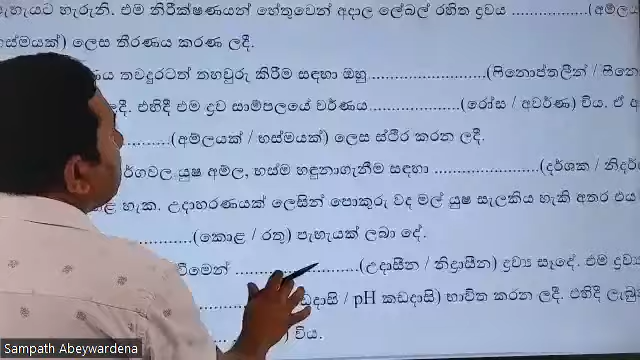 පැහැයට හැරුනි. එම නිරීක්ෂණයන් හේතුවෙන් අදාල ලේබල් රහිත ද්‍රවය ................(අම්ලය
භස්මයක්) ලෙස තීරණය කරණ ලදී.
ය තවදුරටත් තහවුරු කිරීම සඳහා ඔහු .......................(ෆිනොප්තලීන් /
දී. එහිදී එම ද්‍රව සාම්පලයේ වර්ණය...................(රෝස / අවර්ණ) විය. ඒ අ
..........(අම්ලයක් / භස්මයක්) ලෙස ස්ථීර කරන ලදී.
යුෂ අම්ල, භස්ම හඳුනාගැනීම සඳහා ......................(දර්ශක /
හැක. උදාහරණයක් ලෙසින් පොකුරු වද මල් යුෂ සැලකිය හැකි අතර එය
...........(කොළ / රතු) පැහැයක් ලබා දේ.
.........................(උදාසීන / නිද්‍රාසීන) ද්‍රව්‍ය සෑදේ. එම
/ pH කඩදාසි) භාවිත කරන ලදී. එහිදී
) විය.
Sampath Abeywardena